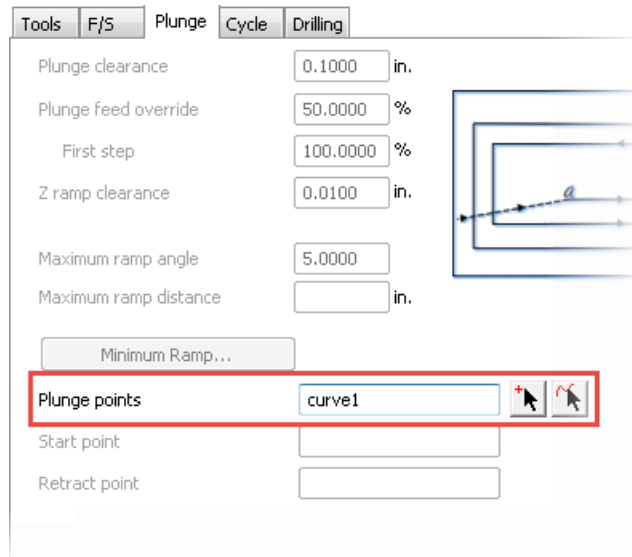 Tools F/S Plunge Cycle Drilling
Plunge clearance 0.1000 in.
Plunge feed override 50.0000 %
First step 100.0000 %
Z ramp clearance 0.0100 in.
a
Maximum ramp angle 5.0000
Maximum ramp distance in.
Minimum Ramp...
Plunge points curve1
Start point
Retract point